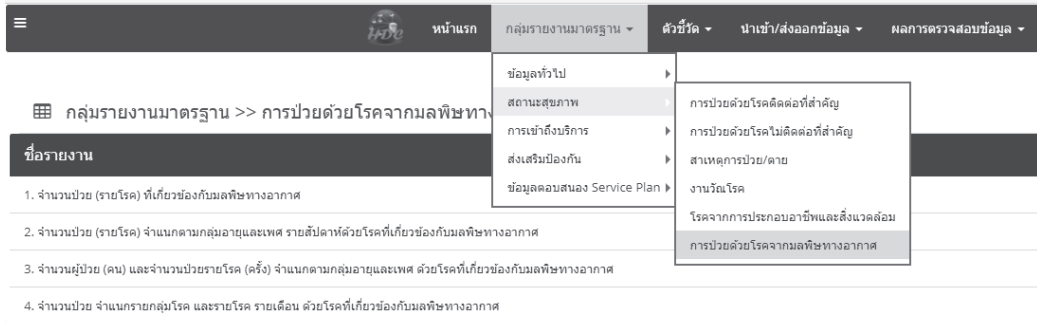 HDC
หน้าแรก
กลุ่มรายงานมาตรฐาน
ตัวชี้วัด
นำเข้า/ส่งออกข้อมูล
ผลการตรวจสอบข้อมูล
ข้อมูลทั่วไป
สถานะสุขภาพ
การเข้าถึงบริการ
ส่งเสริมป้องกัน
ข้อมูลตอบสนอง Service Plan
การป่วยด้วยโรคติดต่อที่สำคัญ
การป่วยด้วยโรคไม่ติดต่อที่สำคัญ
สาเหตุการป่วย/ตาย
งานวัณโรค
โรคจากการประกอบอาชีพและสิ่งแวดล้อม
การป่วยด้วยโรคจากมลพิษทางอากาศ
กลุ่มรายงานมาตรฐาน >> การป่วยด้วยโรคจากมลพิษทาง
ชื่อรายงาน
1. จำนวนป่วย (รายโรค) ที่เกี่ยวข้องกับมลพิษทางอากาศ
2. จำนวนป่วย (รายโรค) จำแนกตามกลุ่มอายุและเพศ รายสัปดาห์ด้วยโรคที่เกี่ยวข้องกับมลพิษทางอากาศ
3. จำนวนผู้ป่วย (คน) และจำนวนป่วยรายโรค (ครั้ง) จำแนกตามกลุ่มอายุและเพศ ด้วยโรคที่เกี่ยวข้องกับมลพิษทางอากาศ
4. จำนวนป่วย จำแนกรายกลุ่มโรค และรายโรค รายเดือน ด้วยโรคที่เกี่ยวข้องกับมลพิษทางอากาศ